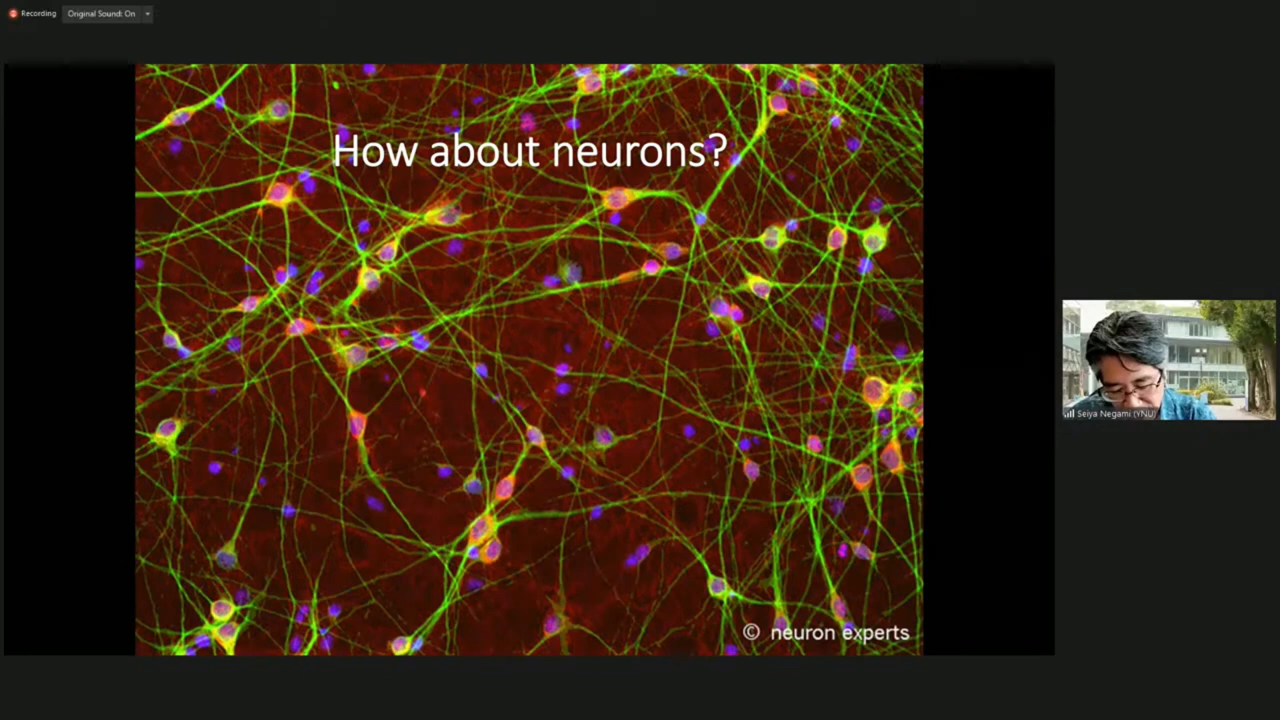 Recording
Original Sound: On
How about neurons?
© neuron experts
Seiya Negami (YNU)